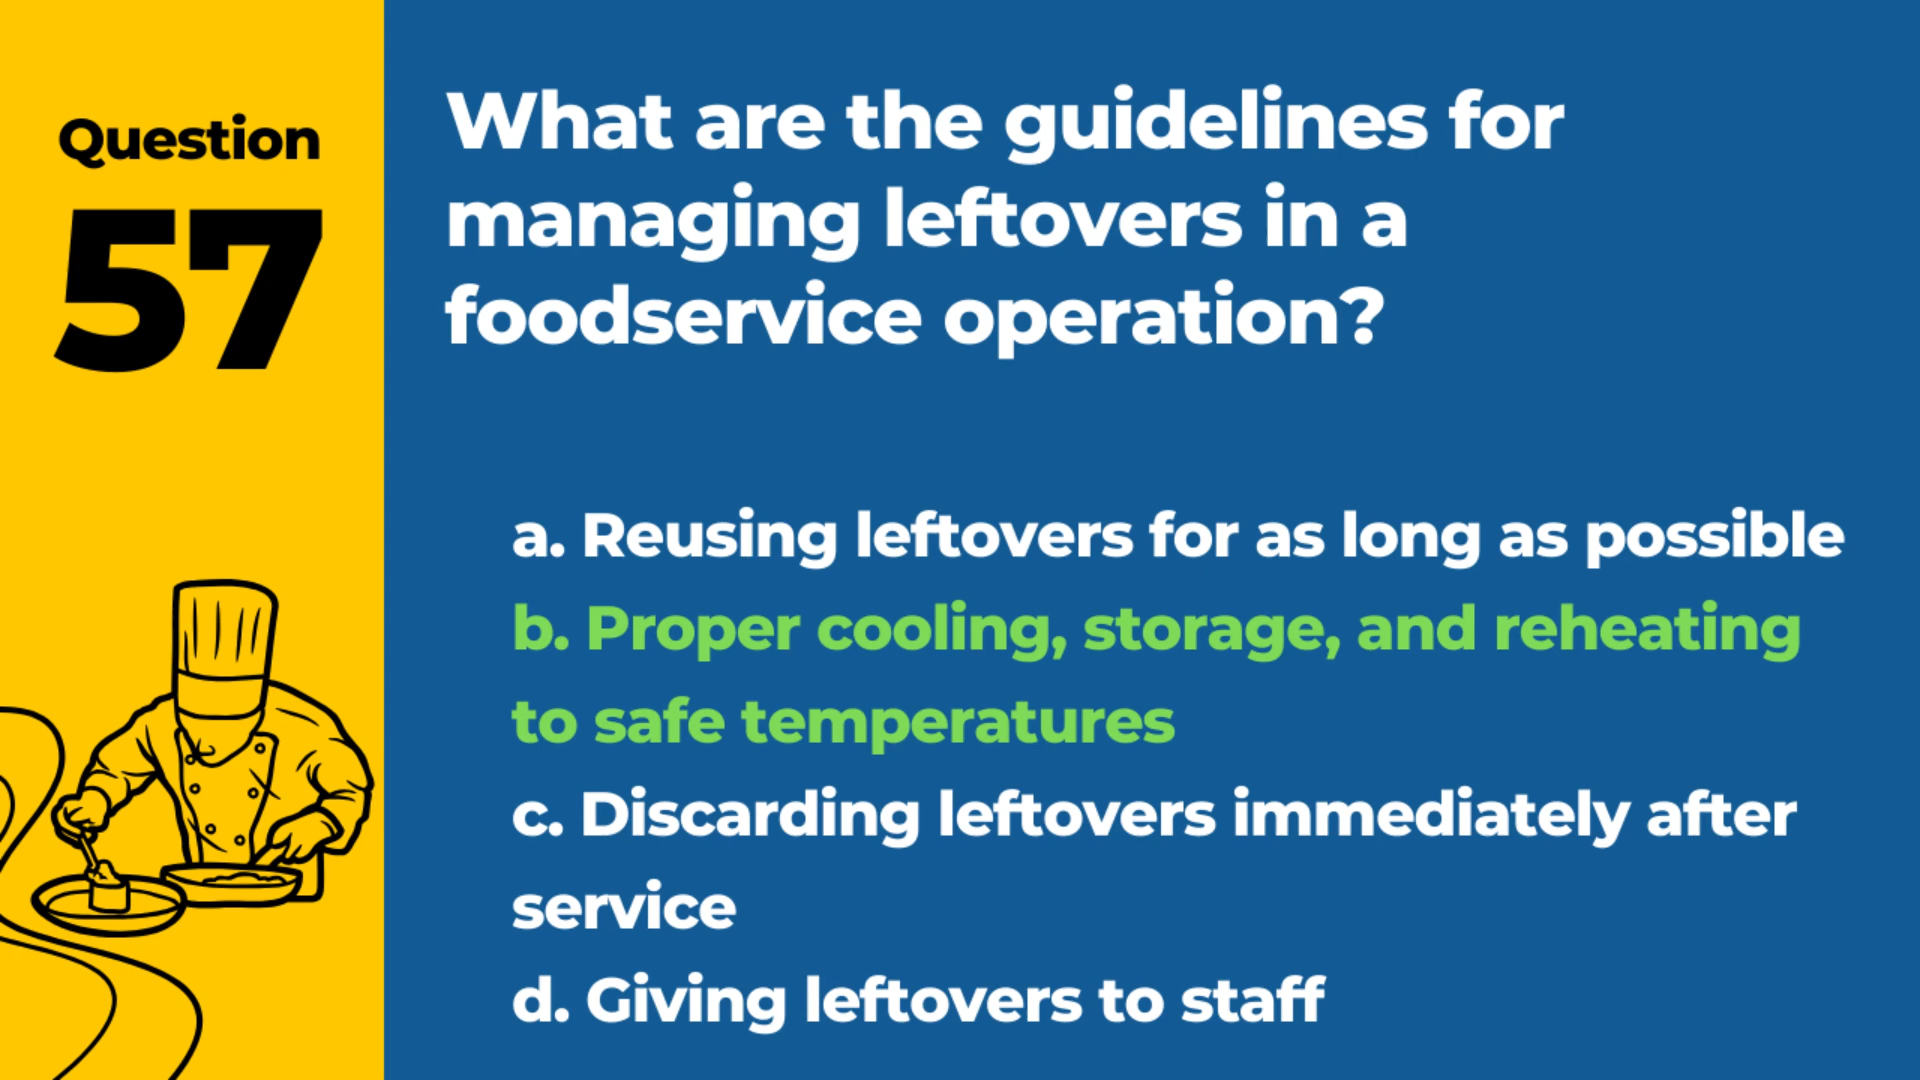 Question
57
What are the guidelines for
managing leftovers in a
foodservice operation?
a. Reusing leftovers for as long as possible
b. Proper cooling, storage, and reheating
to safe temperatures
c. Discarding leftovers immediately after
service
d. Giving leftovers to staff